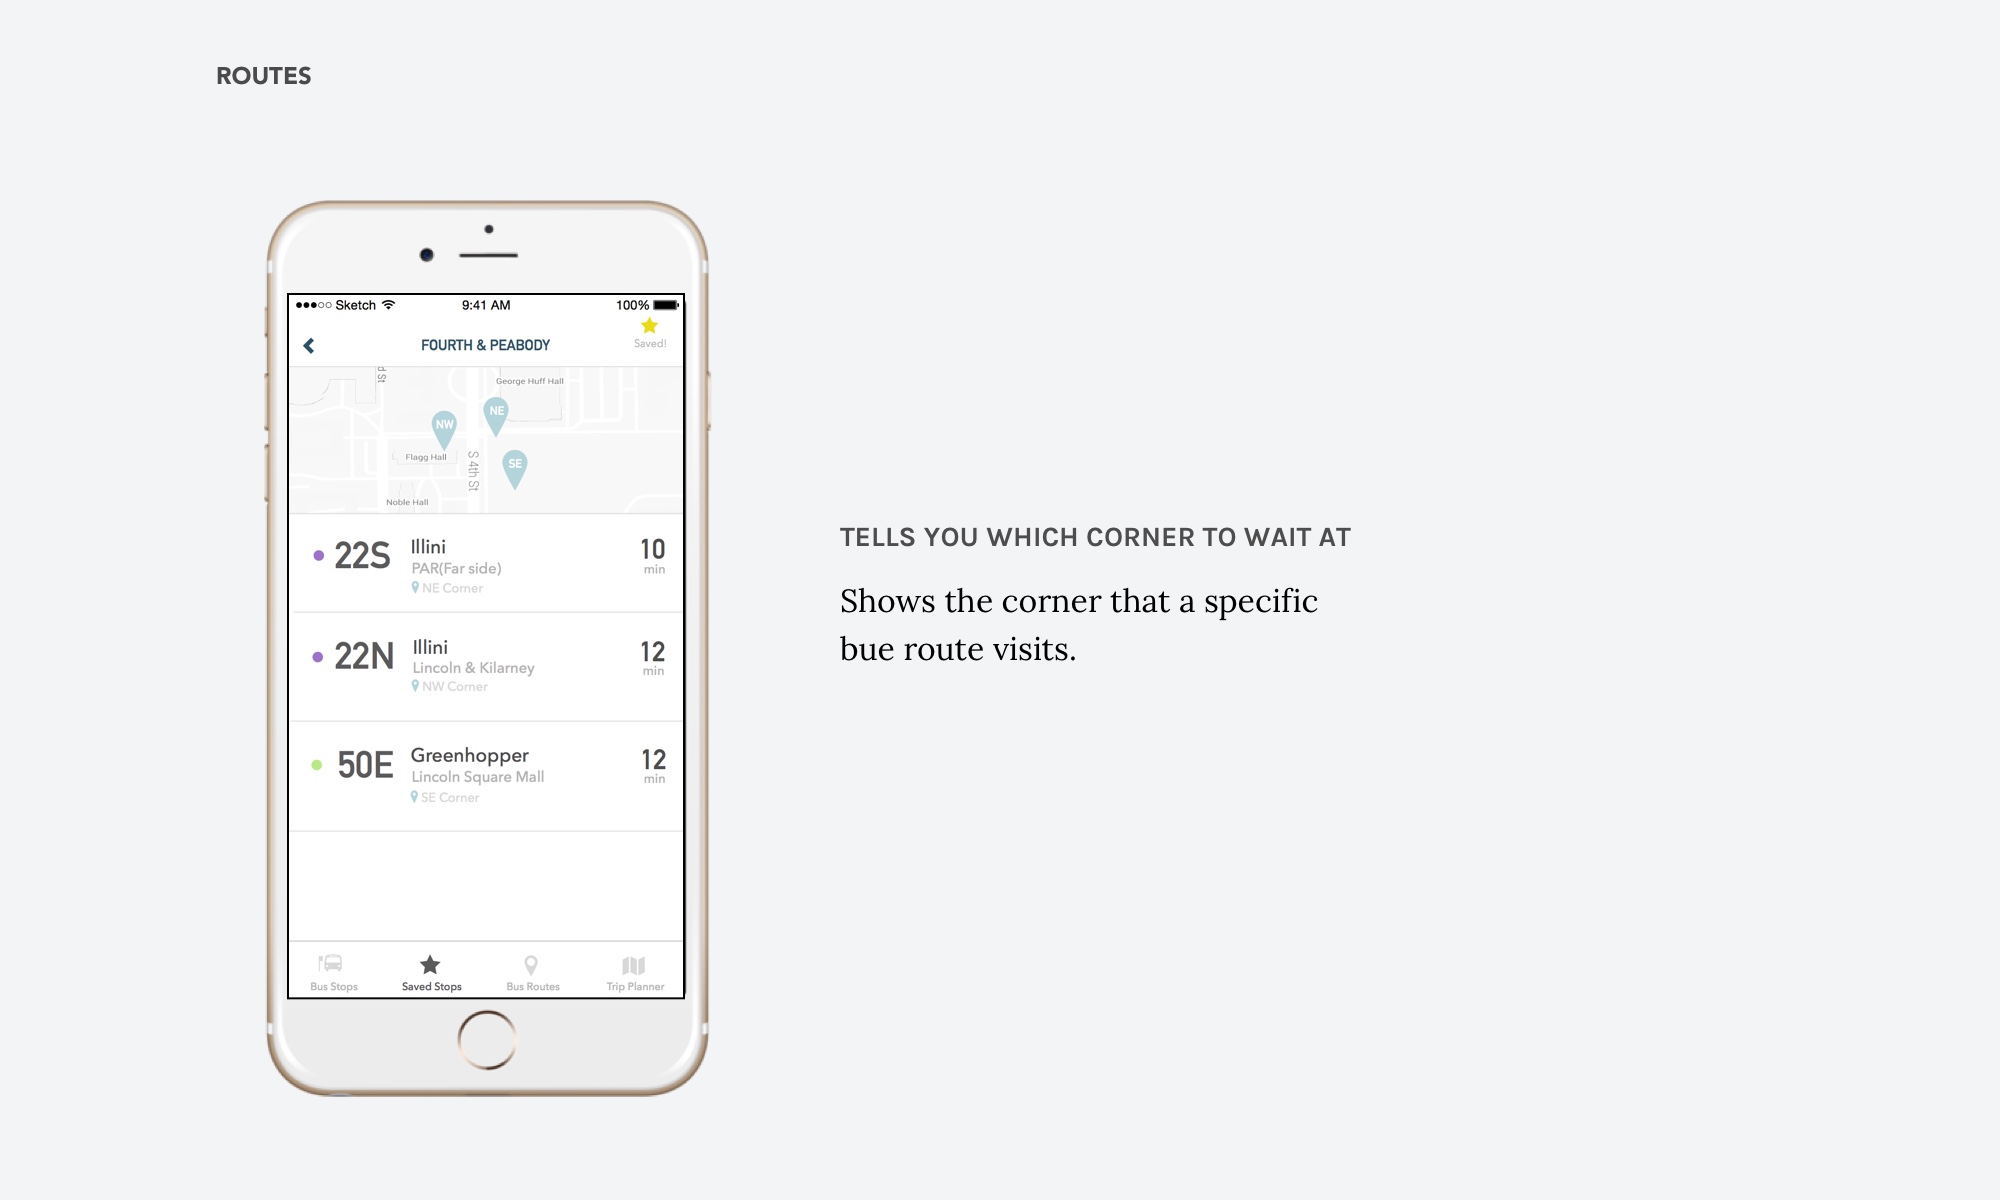 ROUTES
Sketch 9:41 AM 100%
Saved!
FOURTH & PEABODY
d St
George Huff Hall
NE
NW
Flagg Hall
S 4th St
SE
Noble Hall
22S Illini 10
PAR(Far side) min
NE Corner
22N Illini 12
Lincoln & Kilarney min
NW Corner
50E Greenhopper 12
Lincoln Square Mall min
SE Corner
Bus Stops Saved Stops Bus Routes Trip Planner
TELLS YOU WHICH CORNER TO WAIT AT
Shows the corner that a specific
bue route visits.